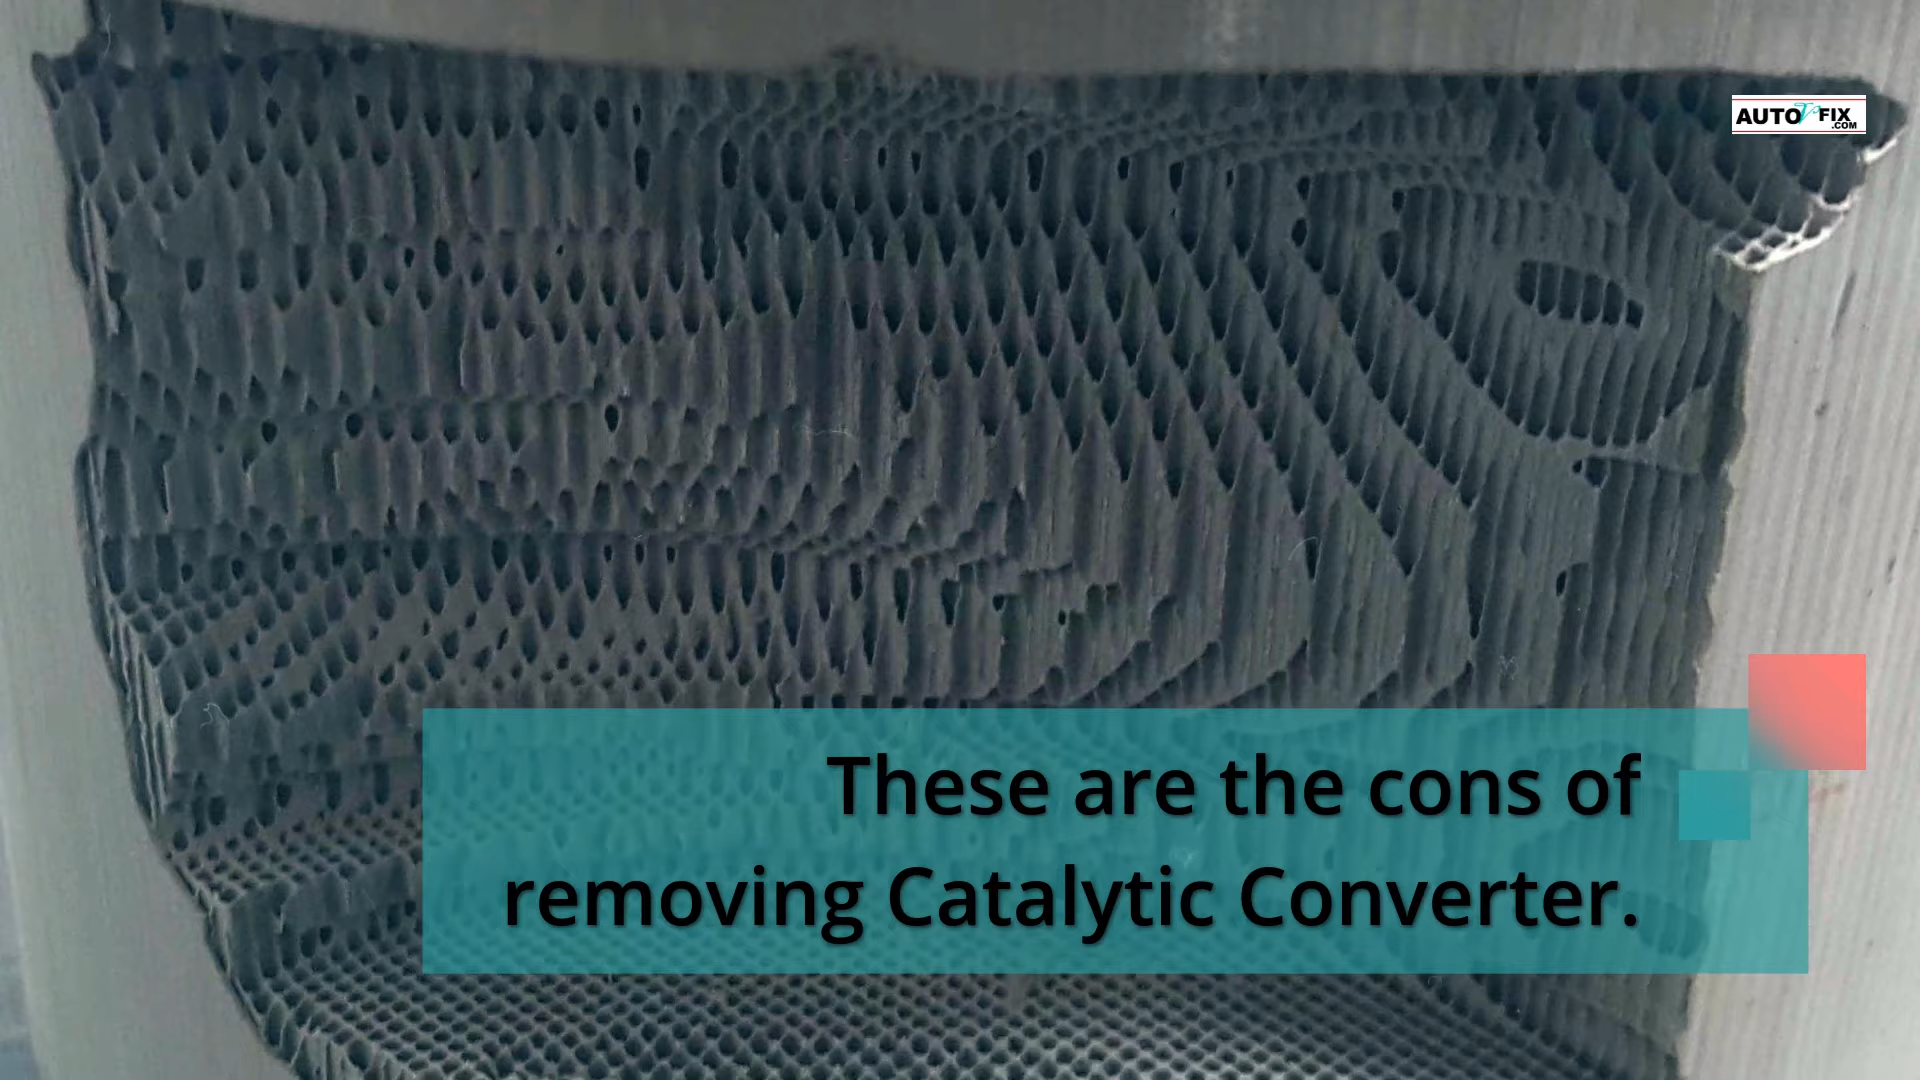 AUTO FIX
.COM
These are the cons of
removing Catalytic Converter.